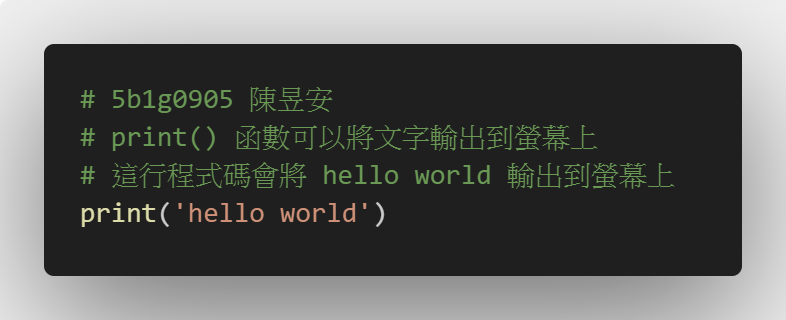 # 5b1g0905 陳昱安
# print() 函數可以將文字輸出到螢幕上
# 這行程式碼會將 hello world 輸出到螢幕上
print('hello world')